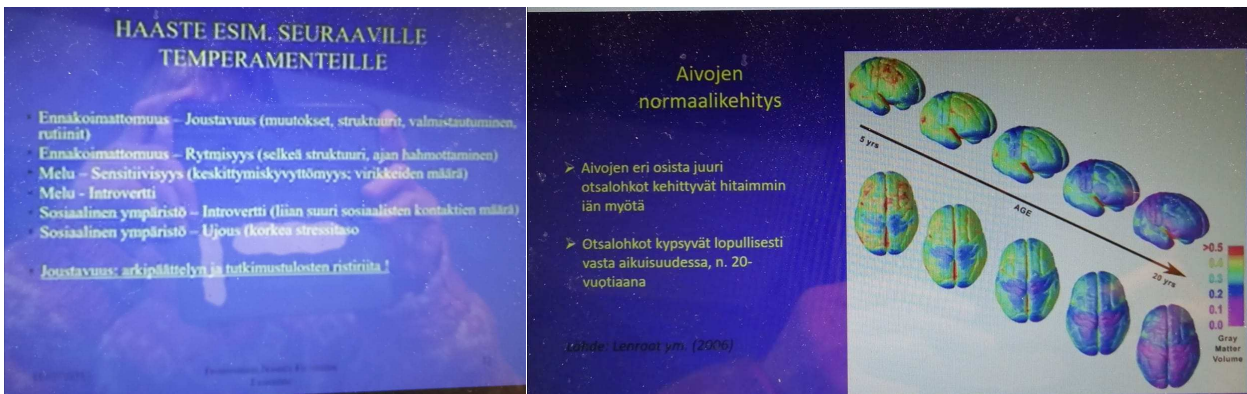 HAASTE ESIM. SEURAAVILLE
TEMPERAMENTEILLE
Ennakoimattomuus – Joustavuus (muutokset, struktuurit, valmistautuminen,
rutiinit)
Ennakoimattomuus – Rytmisyys (selkeä struktuuri, ajan hahmottaminen)
Melu – Sensitiivisyys (keskittymiskyvyttömyys; virikkeiden määrä)
Melu - Introvertti
Sosiaalinen ympäristö – Introvertti (liian suuri sosiaalisten kontaktien määrä)
Sosiaalinen ympäristö – Ujous (korkea stressitaso
Joustavuus: arkipäättelyn ja tutkimustulosten ristiriita !
Aivojen
normaalikehitys
➢ Aivojen eri osista juuri
otsalohkot kehittyvät hitaimmin
iän myötä
➢ Otsalohkot kypsyvät lopullisesti
vasta aikuisuudessa, n. 20-
vuotiaana
Lähde: Lenroot ym. (2006)
5 yrs
AGE
20 yrs
>0.5
0.4
0.3
0.2
0.1
0.0
Gray
Matter
Volume